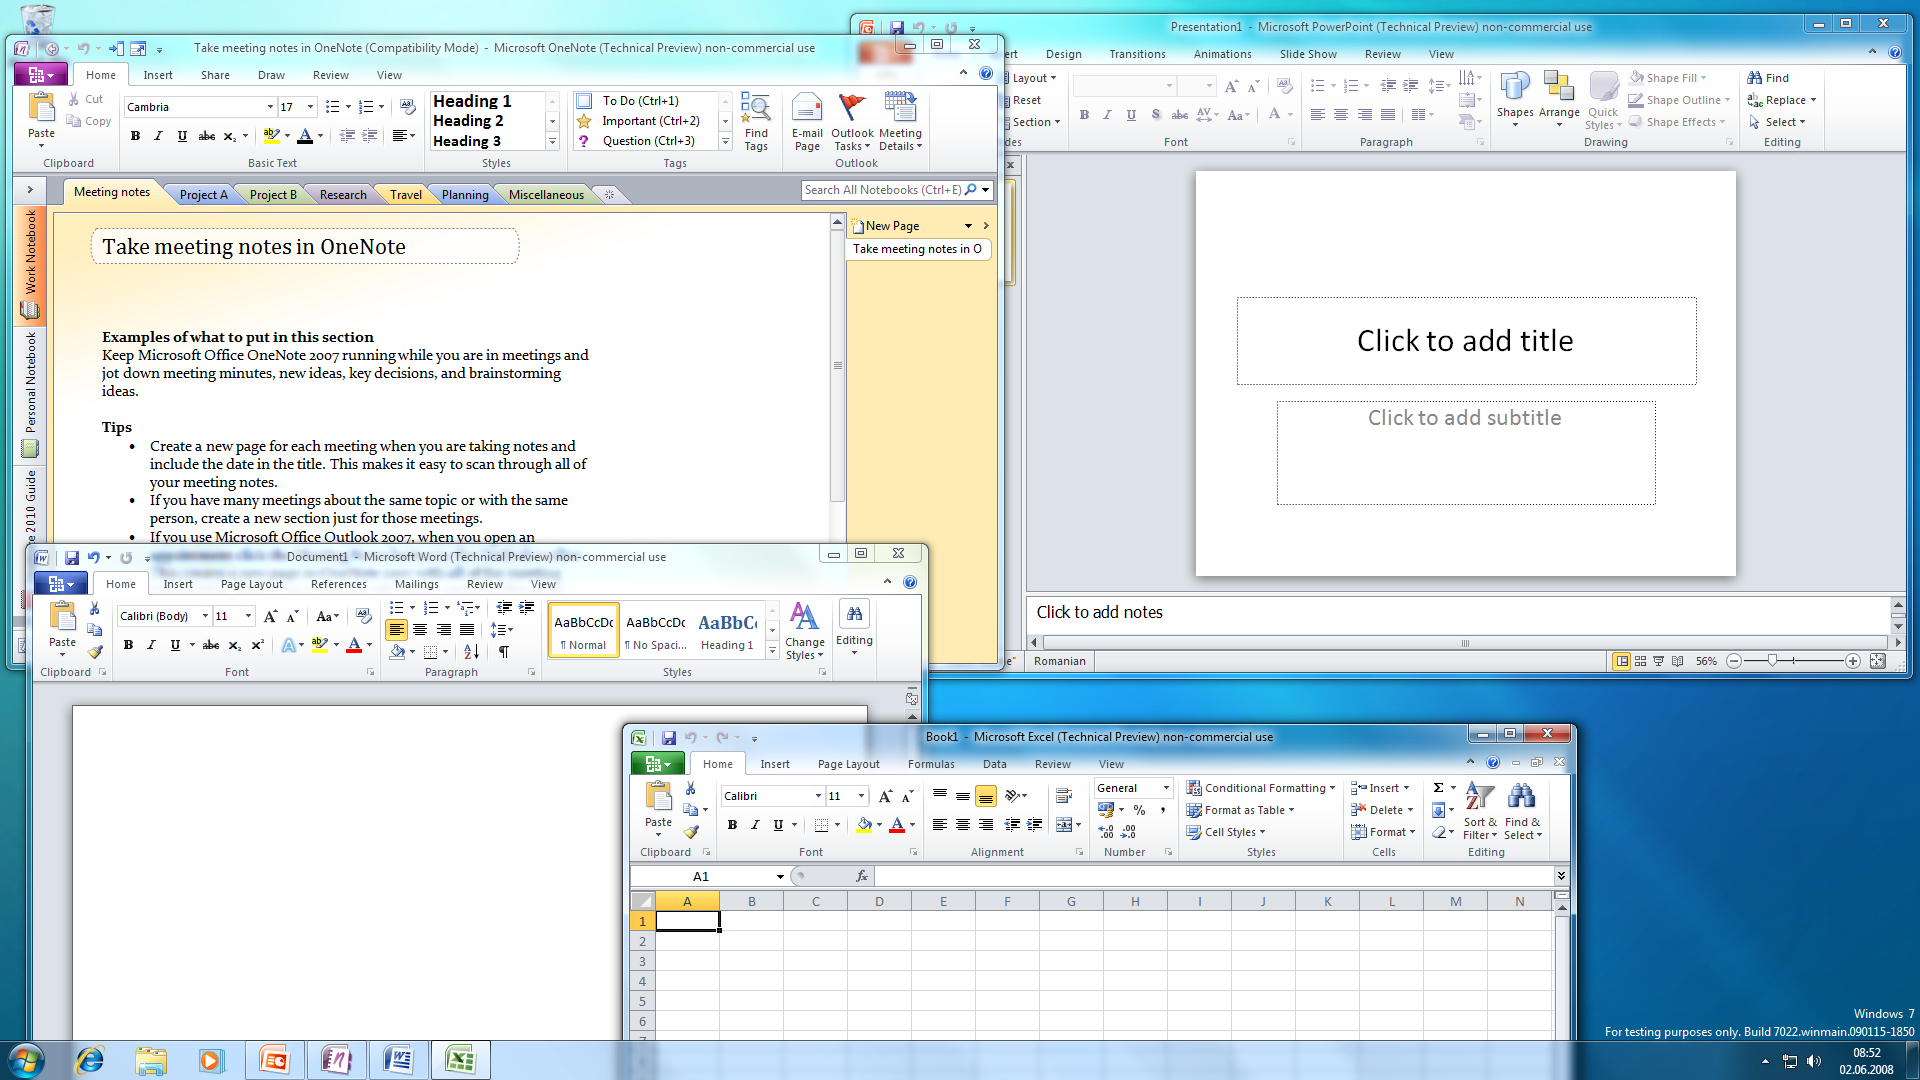 Take meeting notes in OneNote (Compatibility Mode) - Microsoft OneNote (Technical Preview) non-commercial use
Home Insert Share Draw Review View
Paste
Cut
Copy
Clipboard
Cambria 17
B I U abc x₂
Basic Text
Heading 1
Heading 2
Heading 3
Styles
To Do (Ctrl+1)
Important (Ctrl+2)
Question (Ctrl+3)
Tags
Find Tags
E-mail Page
Outlook Tasks
Meeting Details
Outlook
Meeting notes Project A Project B Research Travel Planning Miscellaneous
Search All Notebooks (Ctrl+E)
Work Notebook
Personal Notebook
e 2010 Guide
New Page
Take meeting notes in O
Take meeting notes in OneNote
Examples of what to put in this section
Keep Microsoft Office OneNote 2007 running while you are in meetings and
jot down meeting minutes, new ideas, key decisions, and brainstorming
ideas.
Tips
• Create a new page for each meeting when you are taking notes and
include the date in the title. This makes it easy to scan through all of
your meeting notes.
• If you have many meetings about the same topic or with the same
person, create a new section just for those meetings.
• If you use Microsoft Office Outlook 2007, when you open an
Presentation1 - Microsoft PowerPoint (Technical Preview) non-commercial use
ert Design Transitions Animations Slide Show Review View
Layout
Reset
Section
des
B I U S abc AV Aa A
Font
Paragraph
Shapes
Arrange
Quick Styles
Shape Fill
Shape Outline
Shape Effects
Drawing
Find
Replace
Select
Editing
Click to add title
Click to add subtitle
Click to add notes
e"
Romanian
56%
Document1 - Microsoft Word (Technical Preview) non-commercial use
Home Insert Page Layout References Mailings Review View
Paste
Clipboard
Calibri (Body) 11
Aa
B I U abc x₂ x²
Font
Paragraph
AaBbCcDc
¶ Normal
AaBbCcDc
¶ No Spaci...
AaBbCc
Heading 1
Change Styles
Styles
Editing
Book1 - Microsoft Excel (Technical Preview) non-commercial use
Home Insert Page Layout Formulas Data Review View
Paste
Clipboard
Calibri 11
B I U
Font
Alignment
General
%
Number
Conditional Formatting
Format as Table
Cell Styles
Styles
Insert
Delete
Format
Cells
Σ
Sort & Filter
Find & Select
Editing
A1
fx
A B C D E F G H I J K L M N
1
2
3
4
5
6
Windows 7
For testing purposes only. Build 7022.winmain.090115-1850
08:52
02.06.2008